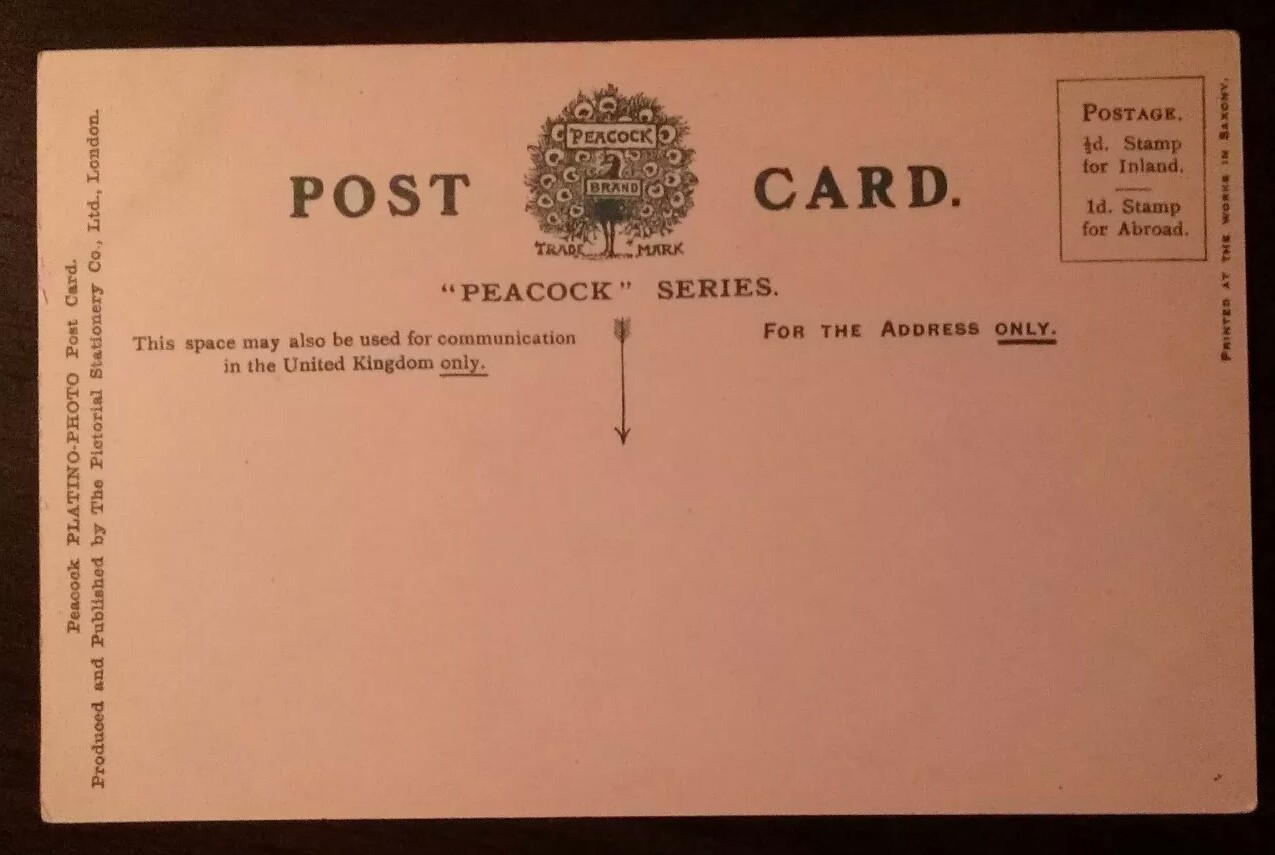 POST CARD.
PEACOCK
BRAND
TRADE MARK
"PEACOCK" SERIES.
This space may also be used for communication
in the United Kingdom only.
FOR THE ADDRESS ONLY.
POSTAGE.
½d. Stamp
for Inland.
1d. Stamp
for Abroad.
PRINTED AT THE WORKS IN SAXONY.
Peacock PLATINO-PHOTO Post Card.
Produced and Published by The Pictorial Stationery Co., Ltd., London.